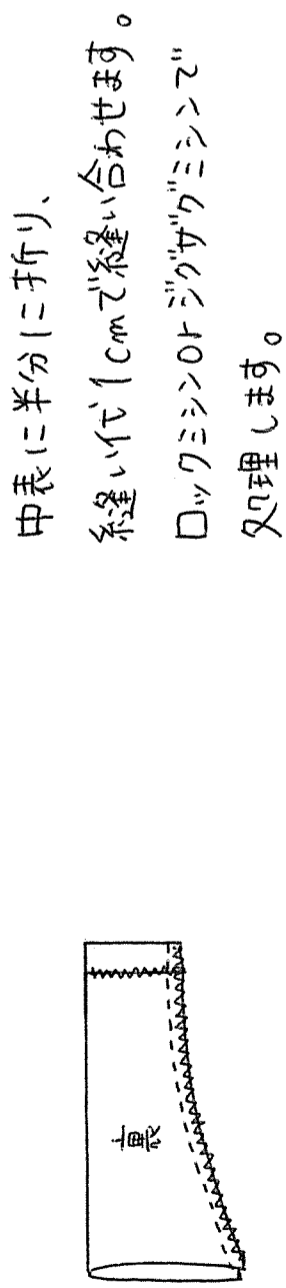 中表に半分に折り、
縫い代1cmで縫い合わせます。
ロックミシンorジグザグミシンで
処理します。
裏